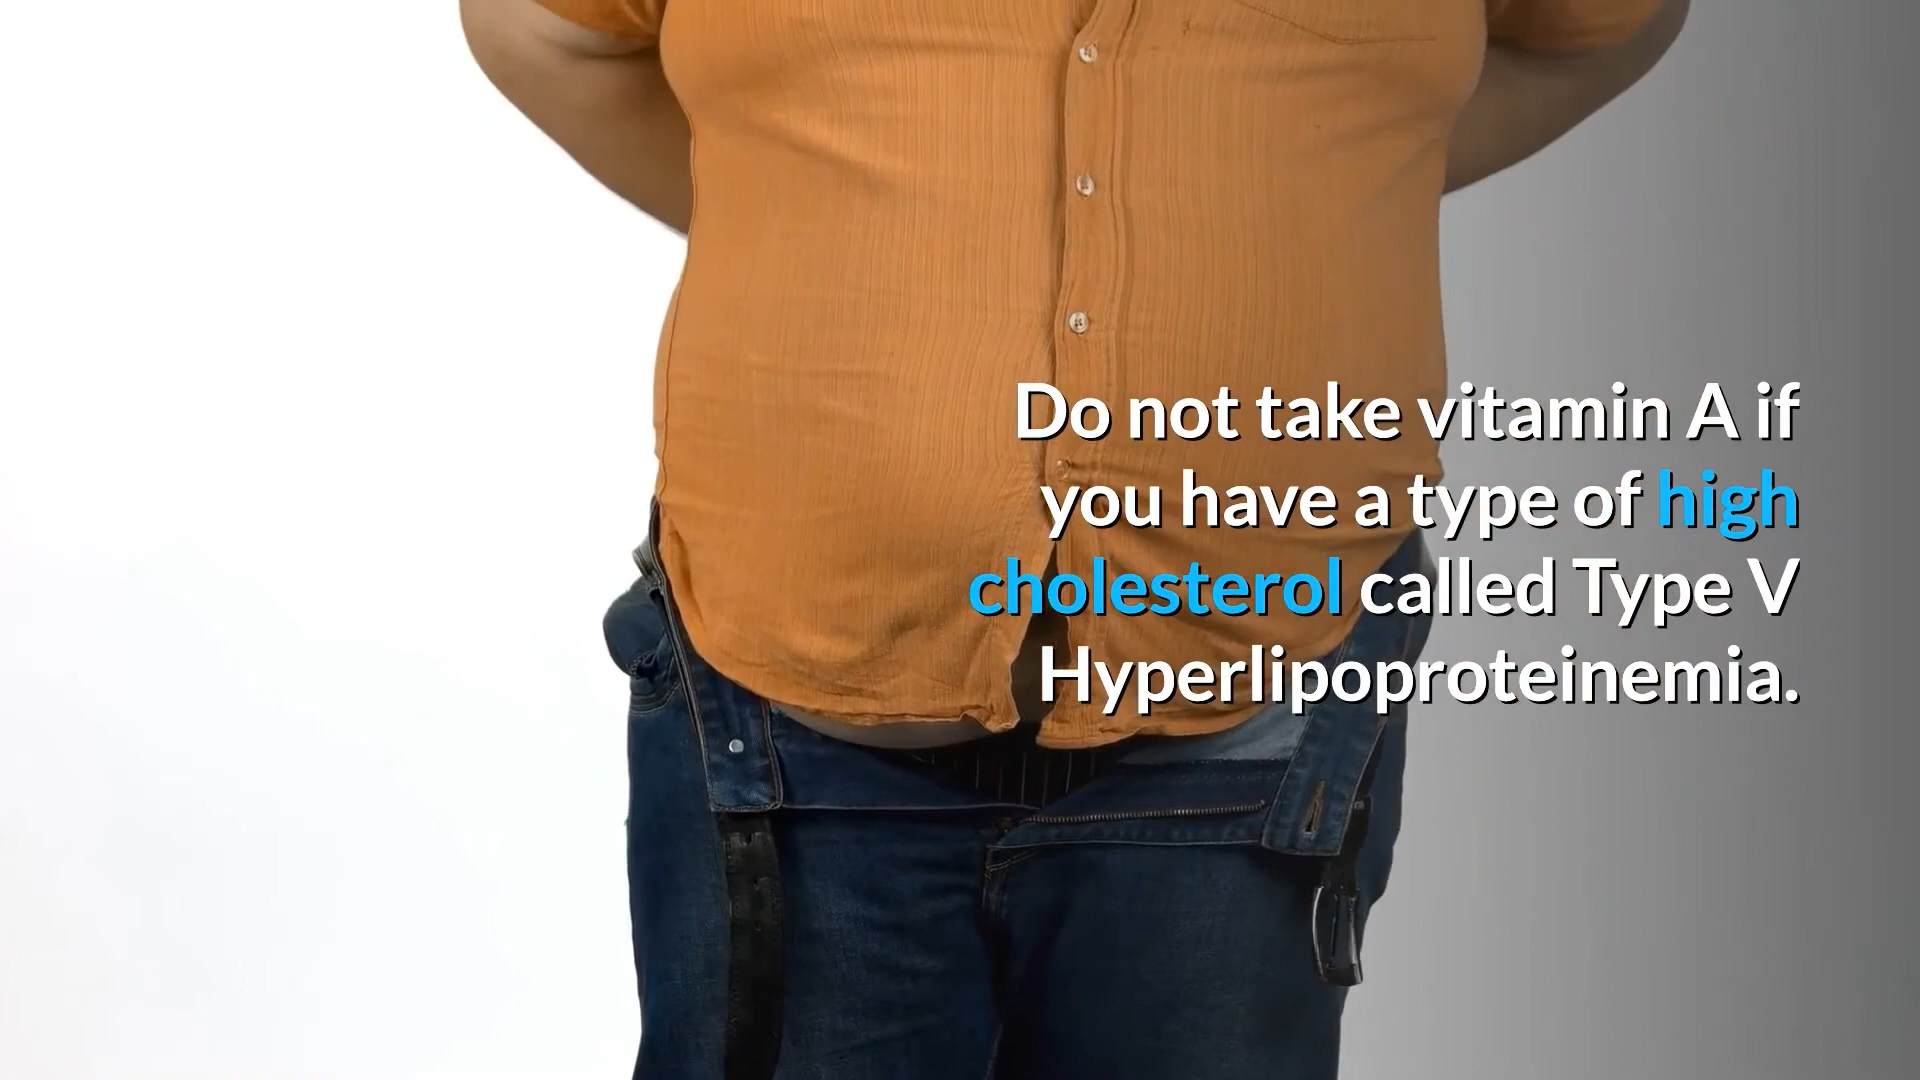 Do not take vitamin A if
you have a type of high
cholesterol called Type V
Hyperlipoproteinemia.